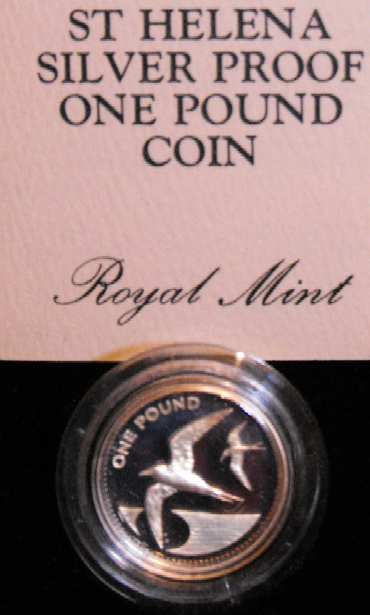 ST HELENA
SILVER PROOF
ONE POUND
COIN
Royal Mint
ONE POUND